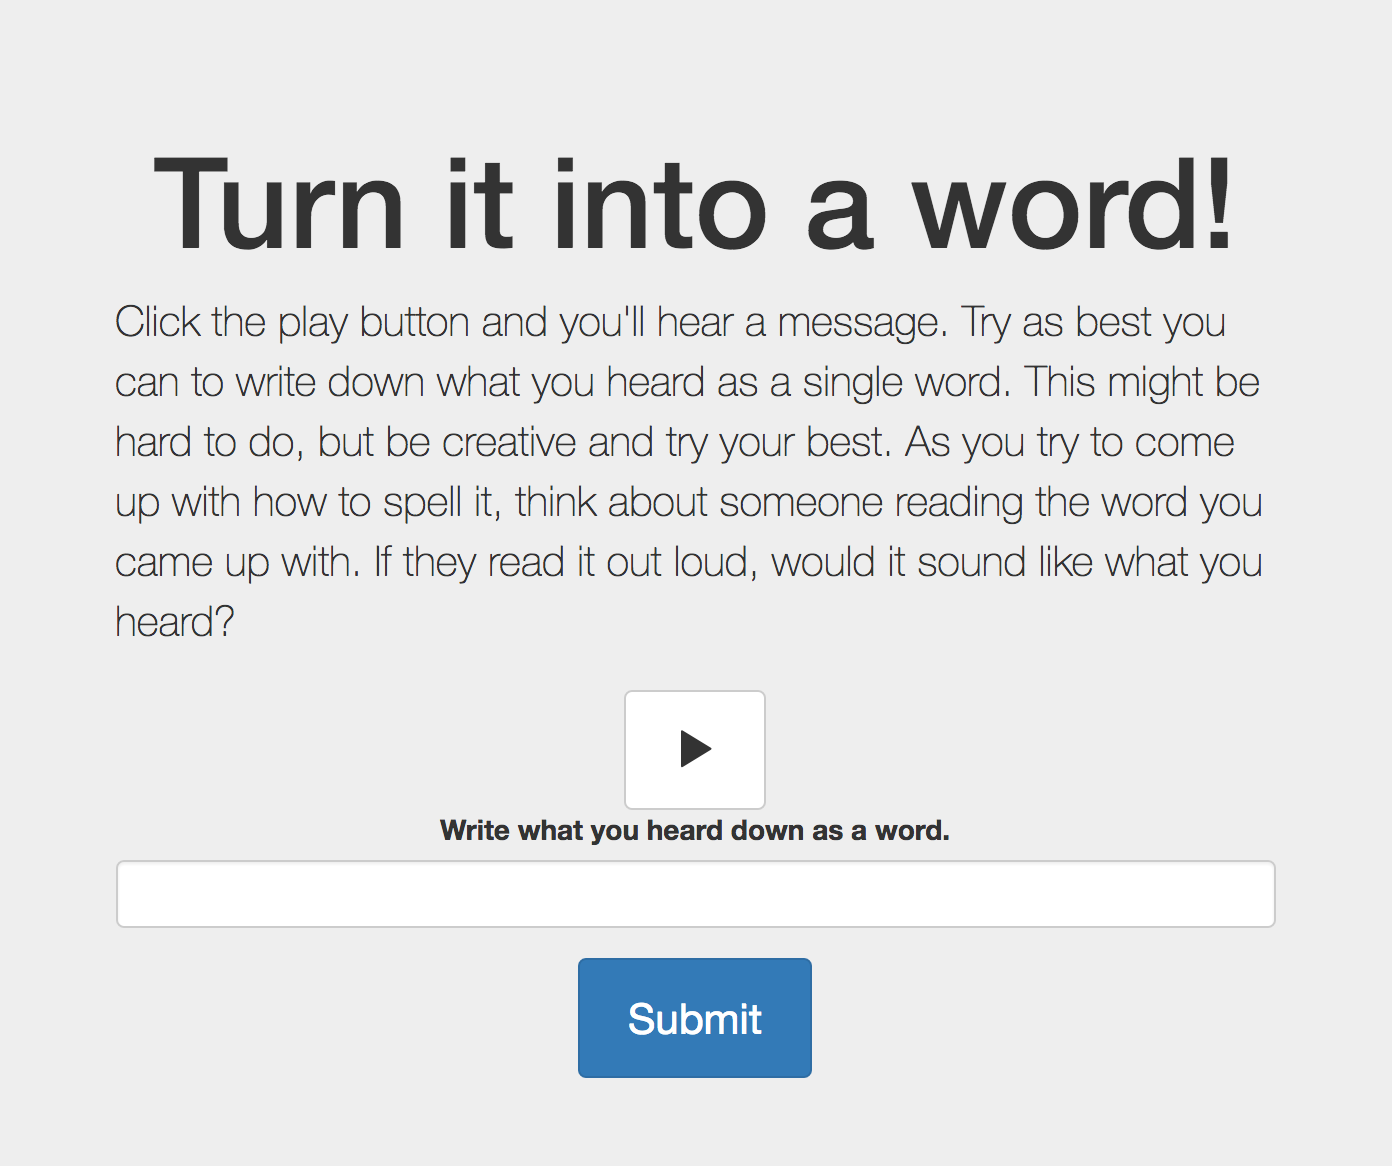 Turn it into a word!
Click the play button and you'll hear a message. Try as best you
can to write down what you heard as a single word. This might be
hard to do, but be creative and try your best. As you try to come
up with how to spell it, think about someone reading the word you
came up with. If they read it out loud, would it sound like what you
heard?
Write what you heard down as a word.
Submit